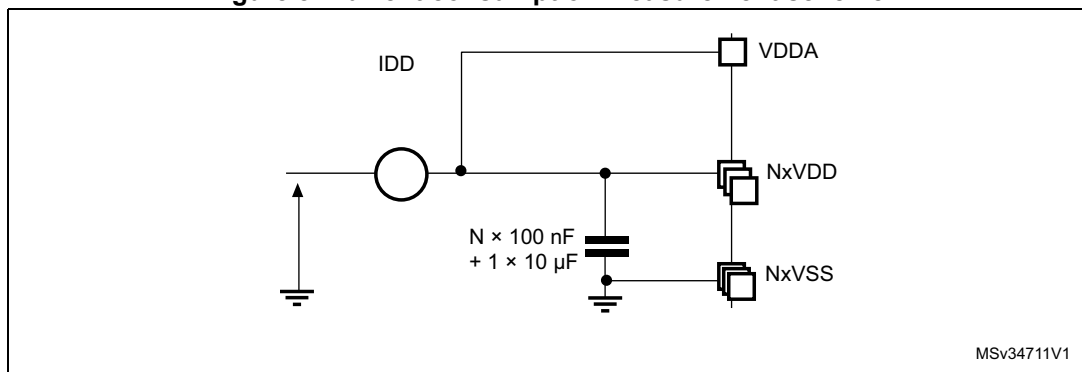 IDD
VDDA
NxVDD
N × 100 nF
+ 1 × 10 μF
NxVSS
MSv34711V1